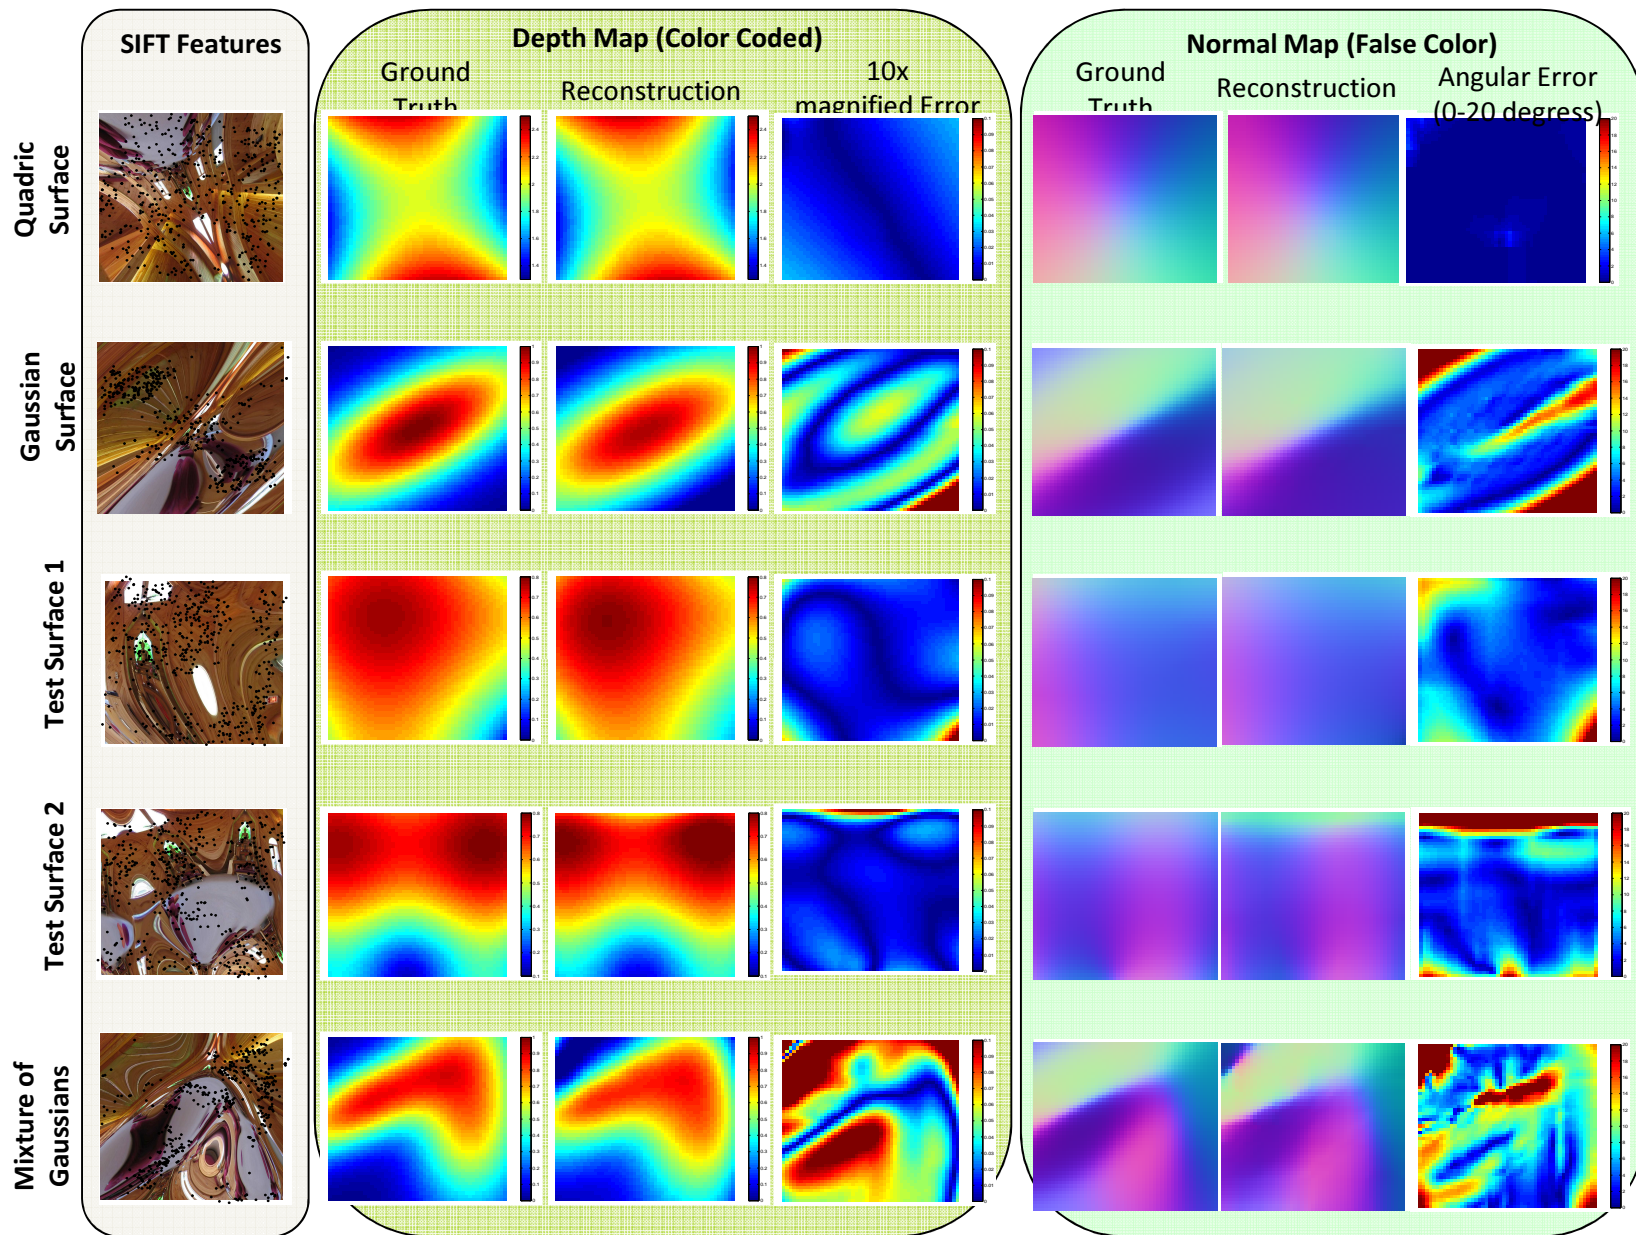 SIFT Features
Depth Map (Color Coded)
Normal Map (False Color)
Ground
Truth
Reconstruction
10x
magnified Error
Ground
Truth
Reconstruction
Angular Error
(0-20 degress)
Quadric
Surface
Gaussian
Surface
Test Surface 1
Test Surface 2
Mixture of
Gaussians